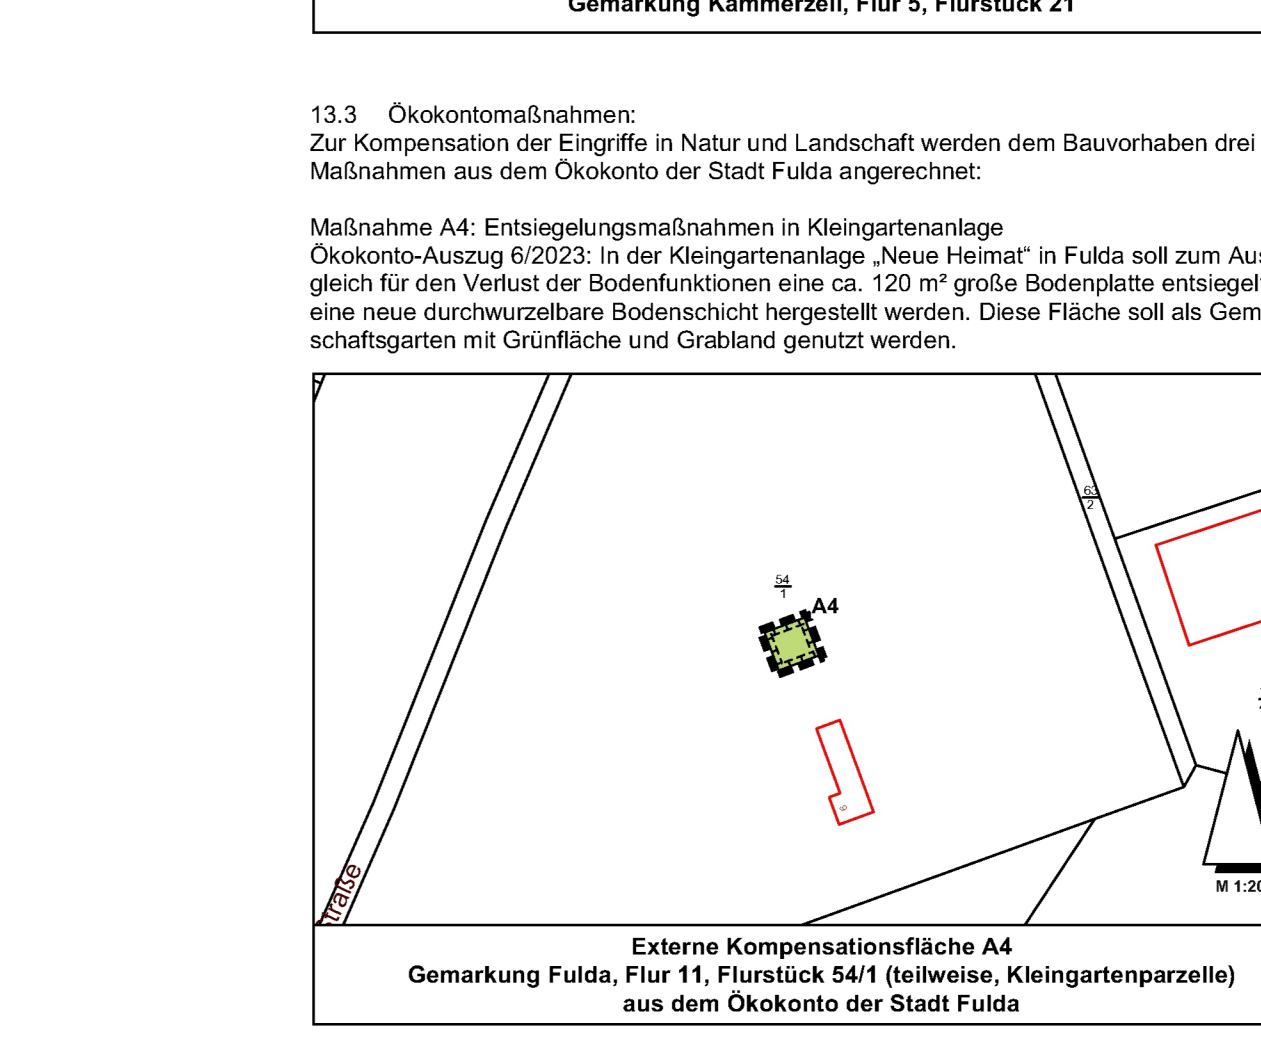 Gemarkung Kämmerzell, Flur 5, Flurstück 21
13.3 Ökokontomaßnahmen:
Zur Kompensation der Eingriffe in Natur und Landschaft werden dem Bauvorhaben drei
Maßnahmen aus dem Ökokonto der Stadt Fulda angerechnet:
Maßnahme A4: Entsiegelungsmaßnahmen in Kleingartenanlage
Ökokonto-Auszug 6/2023: In der Kleingartenanlage „Neue Heimat“ in Fulda soll zum Aus
gleich für den Verlust der Bodenfunktionen eine ca. 120 m² große Bodenplatte entsiegel
eine neue durchwurzelbare Bodenschicht hergestellt werden. Diese Fläche soll als Gem
schaftsgarten mit Grünfläche und Grabland genutzt werden.
63
2
54
1
A4
9
straße
M 1:20
Externe Kompensationsfläche A4
Gemarkung Fulda, Flur 11, Flurstück 54/1 (teilweise, Kleingartenparzelle)
aus dem Ökokonto der Stadt Fulda